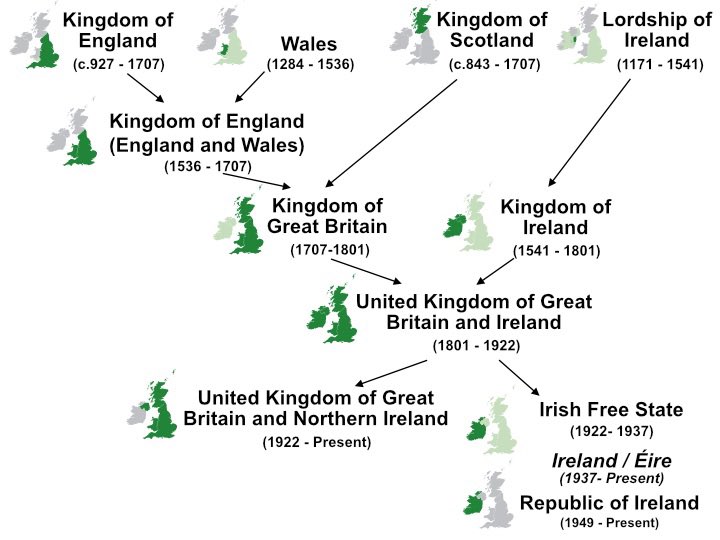 Kingdom of
England
(c.927 - 1707)
Wales
(1284 - 1536)
Kingdom of
Scotland
(c.843 - 1707)
Lordship of
Ireland
(1171 - 1541)
Kingdom of England
(England and Wales)
(1536 - 1707)
Kingdom of
Great Britain
(1707-1801)
Kingdom of
Ireland
(1541 - 1801)
United Kingdom of Great
Britain and Ireland
(1801 - 1922)
United Kingdom of Great
Britain and Northern Ireland
(1922 - Present)
Irish Free State
(1922- 1937)
Ireland / Éire
(1937- Present)
Republic of Ireland
(1949 - Present)